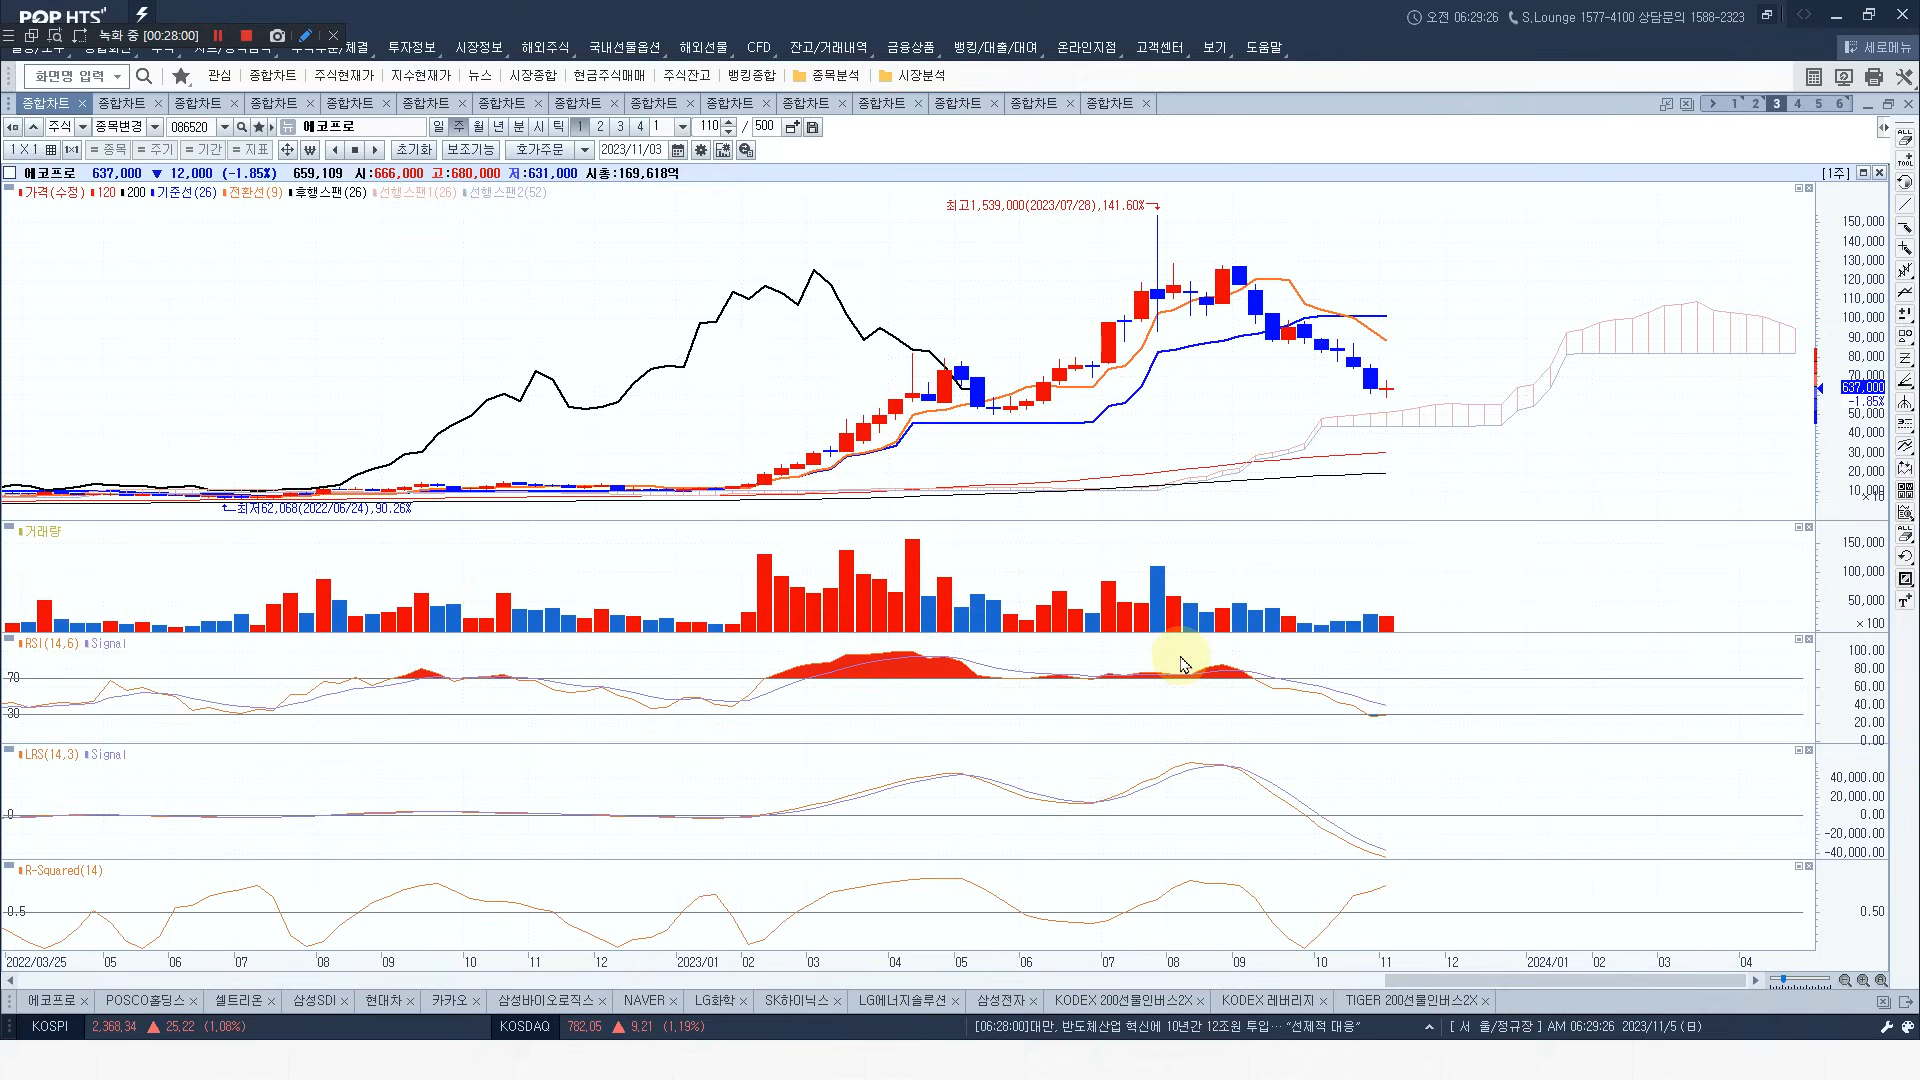 POP HTS
오전 06:29:26 S,Lounge 1577-4100 상담문의 1588-2323
녹화 중 [00:28:00]
투자정보 시장정보 해외주식 국내선물옵션 해외선물 CFD 잔고/거래내역 금융상품 뱅킹/대출/대여 온라인지점 고객센터 보기 도움말 세로메뉴
화면명 입력 관심 종합차트 주식현재가 지수현재가 뉴스 시장종합 현금주식매매 주식잔고 뱅킹종합 종목분석 시장분석
종합차트 종합차트 종합차트 종합차트 종합차트 종합차트 종합차트 종합차트 종합차트 종합차트 종합차트 종합차트 종합차트 종합차트 종합차트 1 2 3 4 5 6
주식 종목변경 086520 에코프로 일 주 월 년 분 시 틱 1 2 3 4 1 110 / 500
1 X 1 = 종목 = 주기 = 기간 = 지표 초기화 보조기능 호가주문 2023/11/03
에코프로 637,000 ▼ 12,000 (-1.85%) 659,109 시:666,000 고:680,000 저:631,000 시총:169,618억 [1주]
가격(수정) 120 200 기준선(26) 전환선(9) 후행스팬(26) 선행스팬1(26) 선행스팬2(52)
최고1,539,000(2023/07/28),141.60%
150,000
140,000
130,000
120,000
110,000
100,000
90,000
80,000
70,000
637,000
-1.85%
50,000
40,000
30,000
20,000
10,000
×10
최저62,068(2022/06/24),90.26%
거래량
150,000
100,000
50,000
×100
RSI(14,6) Signal
70
30
100.00
80.00
60.00
40.00
20.00
0.00
LRS(14,3) Signal
0
40,000.00
20,000.00
0.00
-20,000.00
-40,000.00
R-Squared(14)
0.5
0.50
2022/03/25 05 06 07 08 09 10 11 12 2023/01 02 03 04 05 06 07 08 09 10 11 12 2024/01 02 03 04
에코프로 POSCO홀딩스 셀트리온 삼성SDI 현대차 카카오 삼성바이오로직스 NAVER LG화학 SK하이닉스 LG에너지솔루션 삼성전자 KODEX 200선물인버스2X KODEX 레버리지 TIGER 200선물인버스2X
KOSPI 2,368,34 ▲ 25,22 (1,08%) KOSDAQ 782,05 ▲ 9,21 (1,19%) [06:28:00]대만, 반도체산업 혁신에 10년간 12조원 투입… "선제적 대응" [ 서 울/정규장 ] AM 06:29:26 2023/11/5 (日)